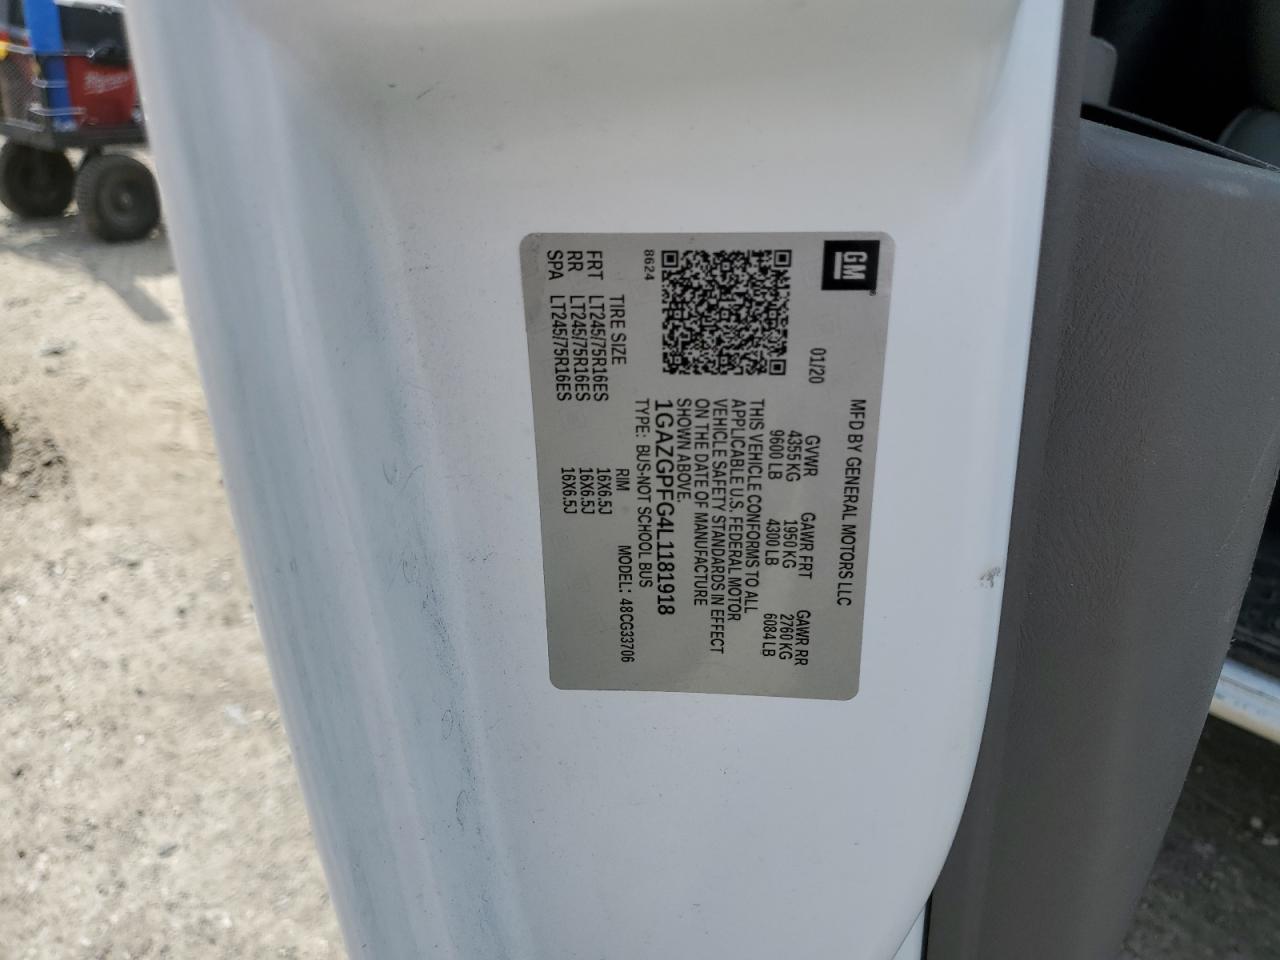 GM
MFD BY GENERAL MOTORS LLC
01/20
GVWR GAWR FRT GAWR RR
4355 KG 1950 KG 2760 KG
9600 LB 4300 LB 6084 LB
THIS VEHICLE CONFORMS TO ALL
APPLICABLE U.S. FEDERAL MOTOR
VEHICLE SAFETY STANDARDS IN EFFECT
ON THE DATE OF MANUFACTURE
SHOWN ABOVE.
1GAZGPFG4L1181918
8624
TYPE: BUS-NOT SCHOOL BUS
MODEL: 48CG33706
TIRE SIZE RIM
FRT LT245/75R16ES 16X6.5J
RR LT245/75R16ES 16X6.5J
SPA LT245/75R16ES 16X6.5J
Milwaukee